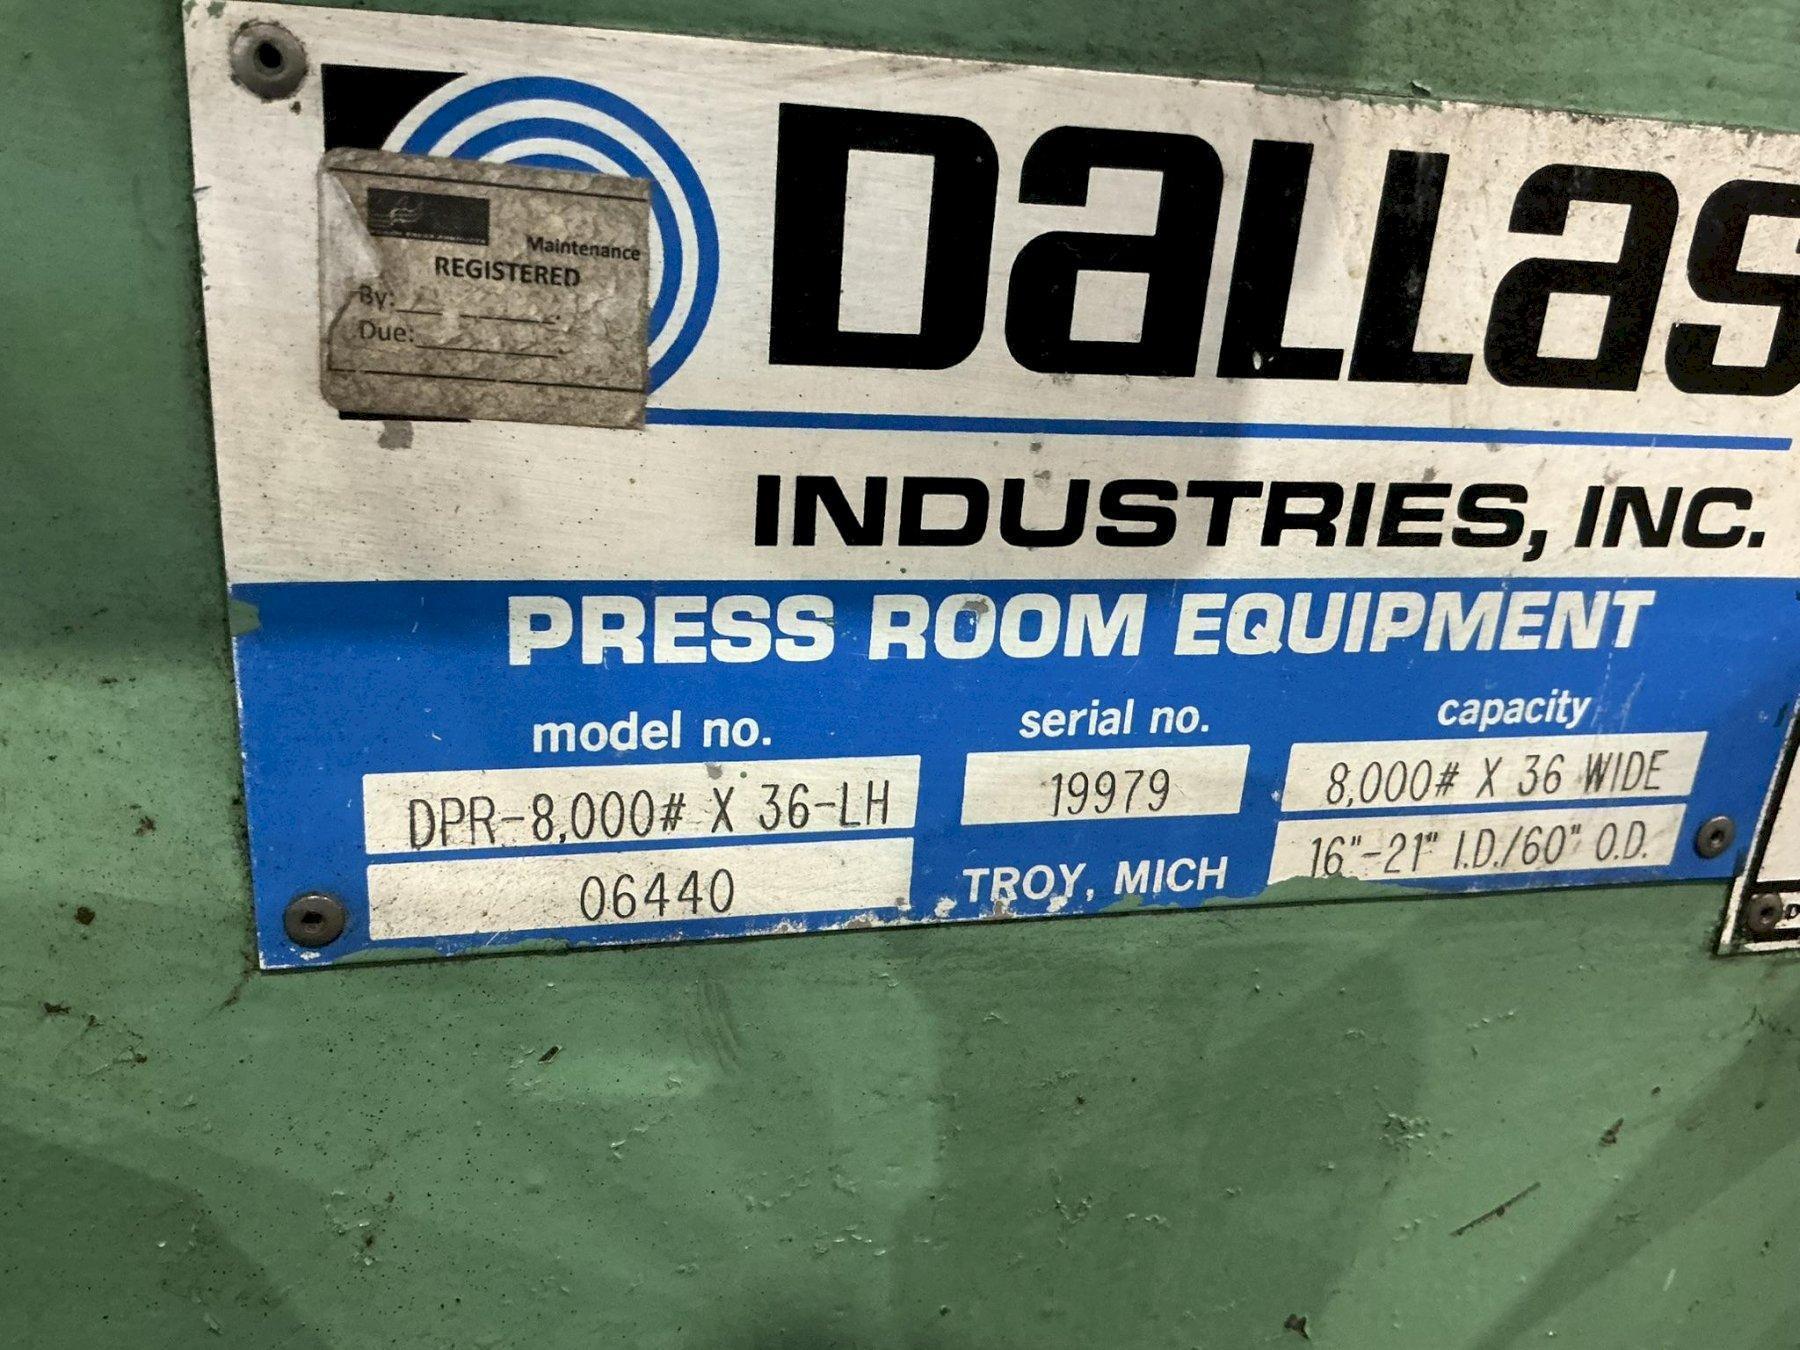 Dallas
INDUSTRIES, INC.
Maintenance
REGISTERED
By:
Due:
PRESS ROOM EQUIPMENT
model no.
serial no.
capacity
DPR-8,000# X 36-LH
19979
8,000# X 36 WIDE
06440
TROY, MICH
16"-21" I.D./60" O.D.